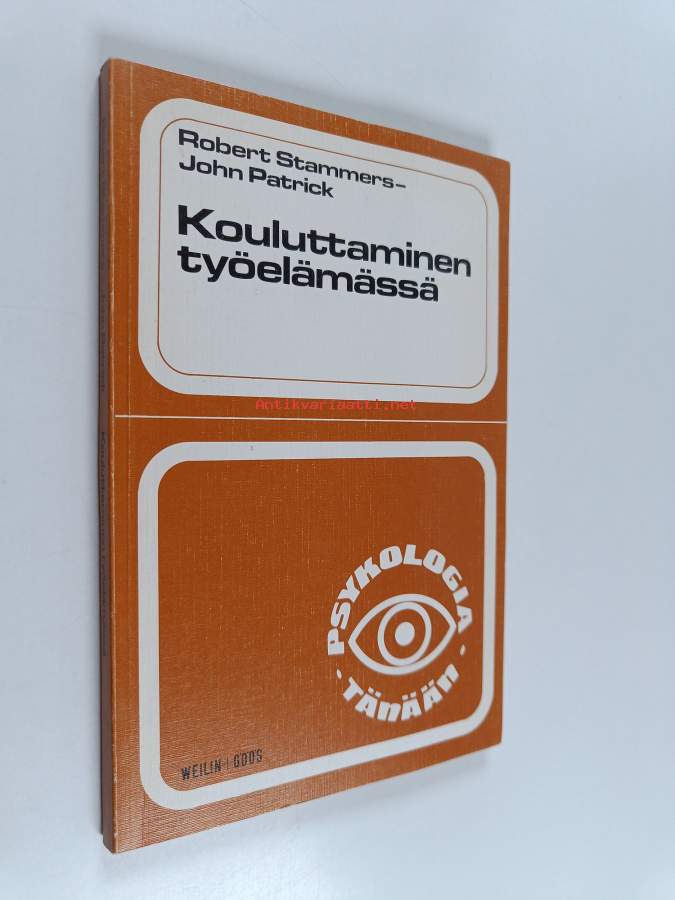 Robert Stammers–
John Patrick
Kouluttaminen
työelämässä
Antikvariaatti.net
PSYKOLOGIA
· TÄNÄÄN ·
WEILIN+GÖÖS